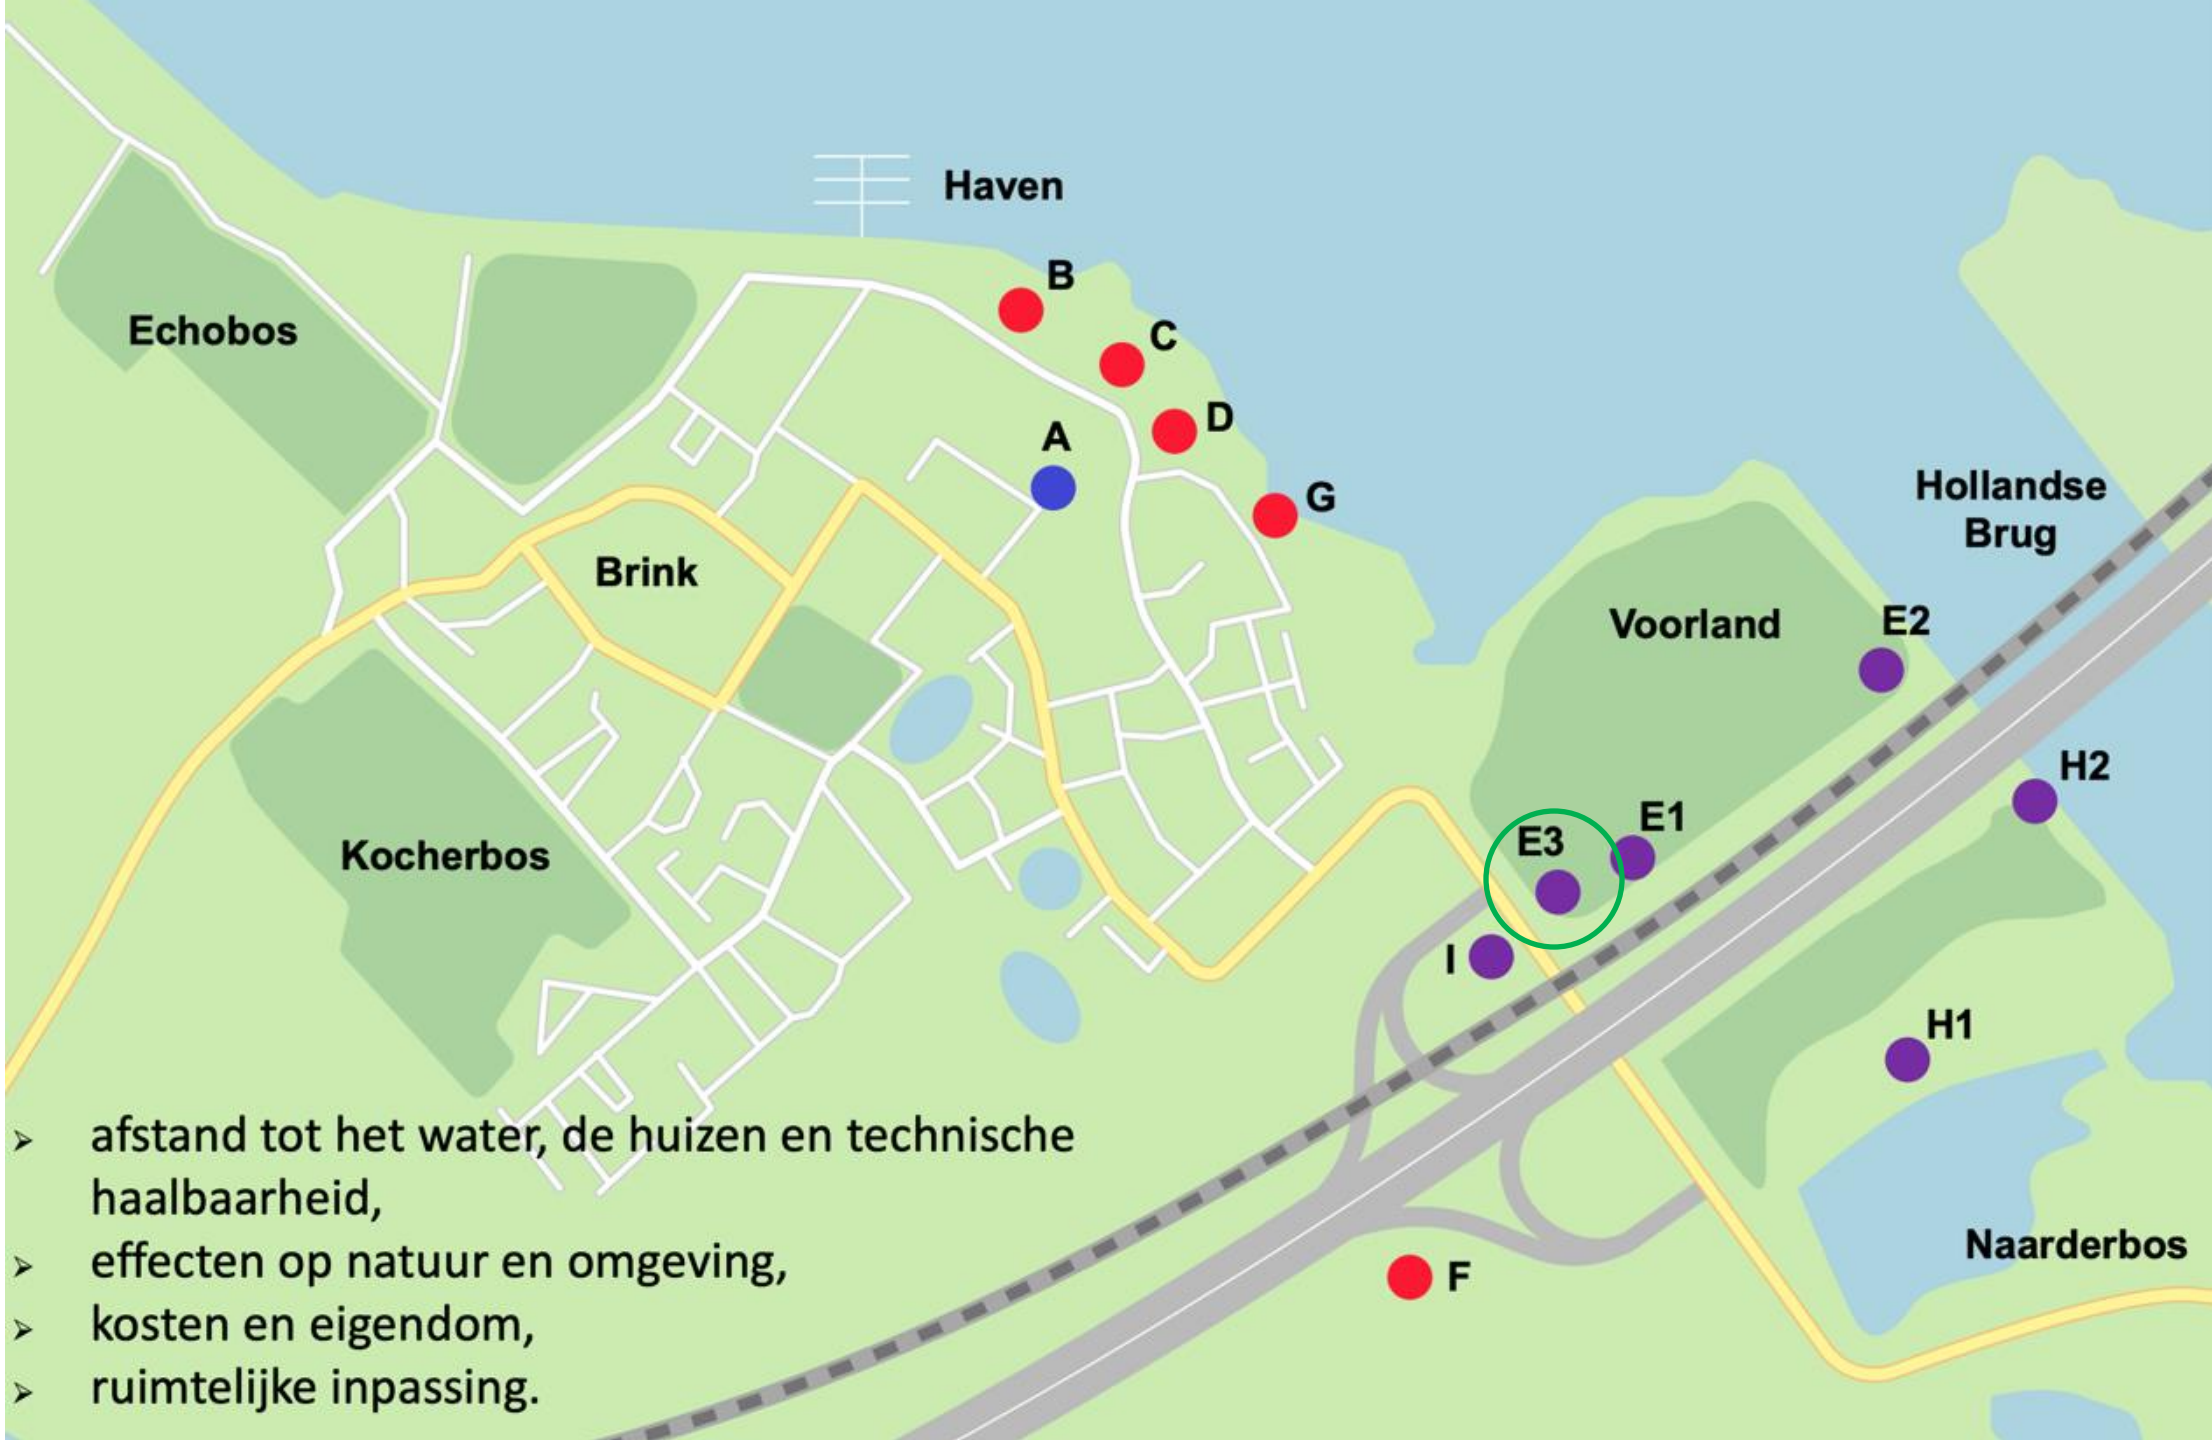 Haven
B
Echobos
C
A
D
G
Hollandse
Brug
Brink
Voorland
E2
H2
E1
E3
Kocherbos
I
H1
➢ afstand tot het water, de huizen en technische
haalbaarheid,
➢ effecten op natuur en omgeving,
Naarderbos
F
➢ kosten en eigendom,
➢ ruimtelijke inpassing.